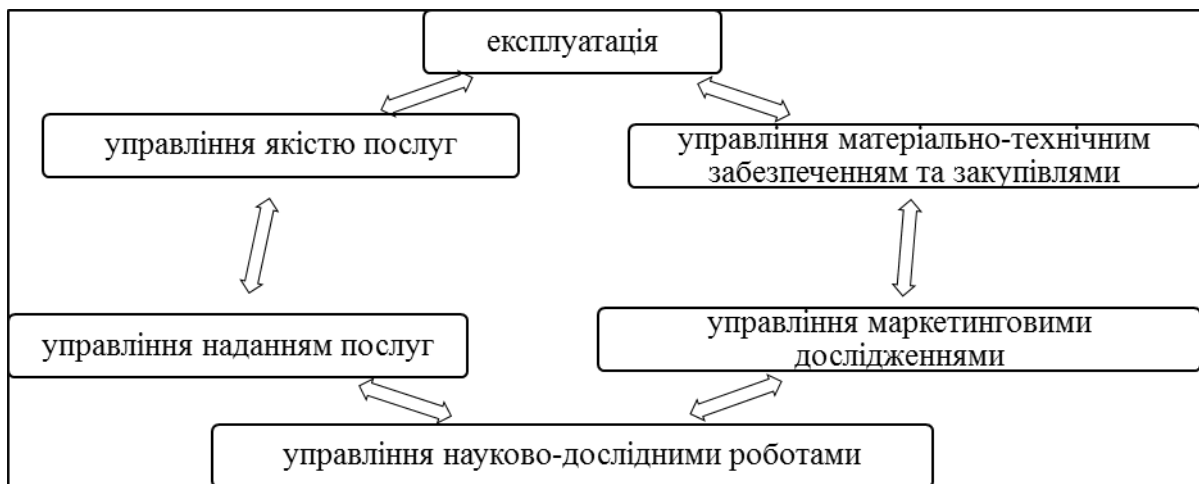 експлуатація
управління якістю послуг
управління матеріально-технічним
забезпеченням та закупівлями
управління наданням послуг
управління маркетинговими
дослідженнями
управління науково-дослідними роботами